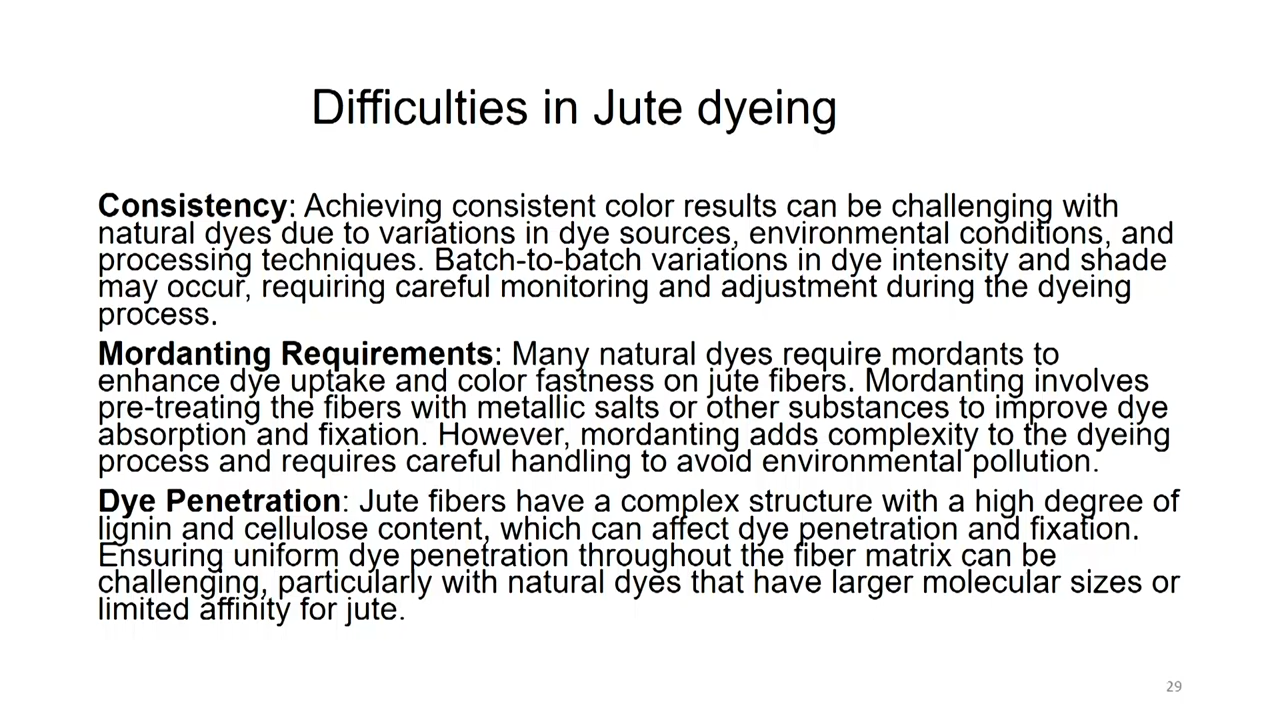 Difficulties in Jute dyeing
Consistency: Achieving consistent color results can be challenging with
natural dyes due to variations in dye sources, environmental conditions, and
processing techniques. Batch-to-batch variations in dye intensity and shade
may occur, requiring careful monitoring and adjustment during the dyeing
process.
Mordanting Requirements: Many natural dyes require mordants to
enhance dye uptake and color fastness on jute fibers. Mordanting involves
pre-treating the fibers with metallic salts or other substances to improve dye
absorption and fixation. However, mordanting adds complexity to the dyeing
process and requires careful handling to avoid environmental pollution.
Dye Penetration: Jute fibers have a complex structure with a high degree of
lignin and cellulose content, which can affect dye penetration and fixation.
Ensuring uniform dye penetration throughout the fiber matrix can be
challenging, particularly with natural dyes that have larger molecular sizes or
limited affinity for jute.
29